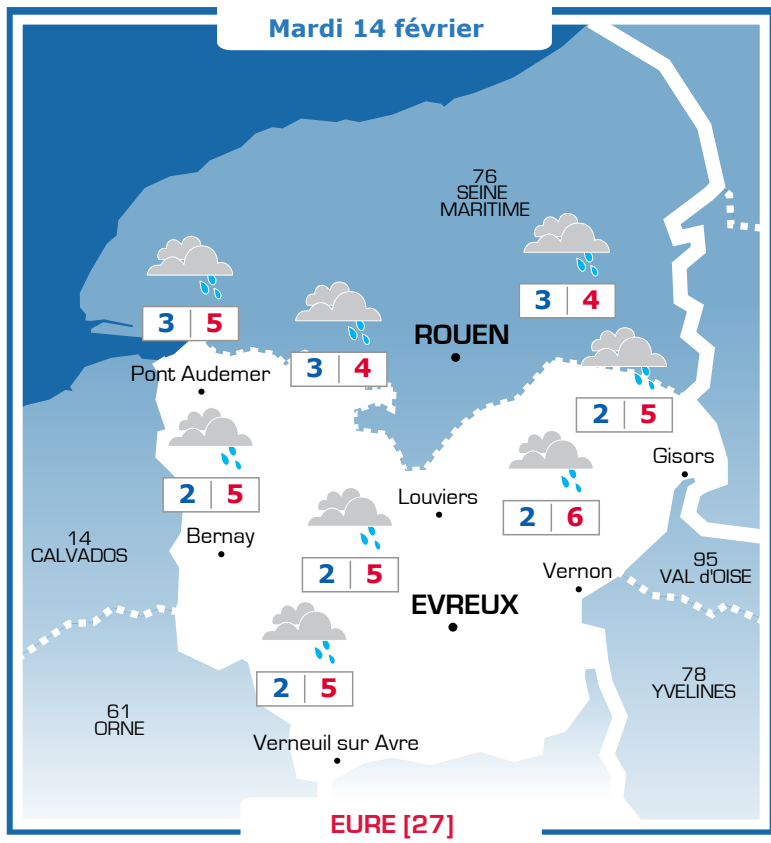 Mardi 14 février
76
SEINE
MARITIME
3 | 4
3 | 5
ROUEN
3 | 4
Pont Audemer
2 | 5
Gisors
2 | 5
Louviers
2 | 6
Bernay
14
CALVADOS
2 | 5
Vernon
95
VAL d'OISE
EVREUX
2 | 5
78
YVELINES
61
ORNE
Verneuil sur Avre
EURE [27]